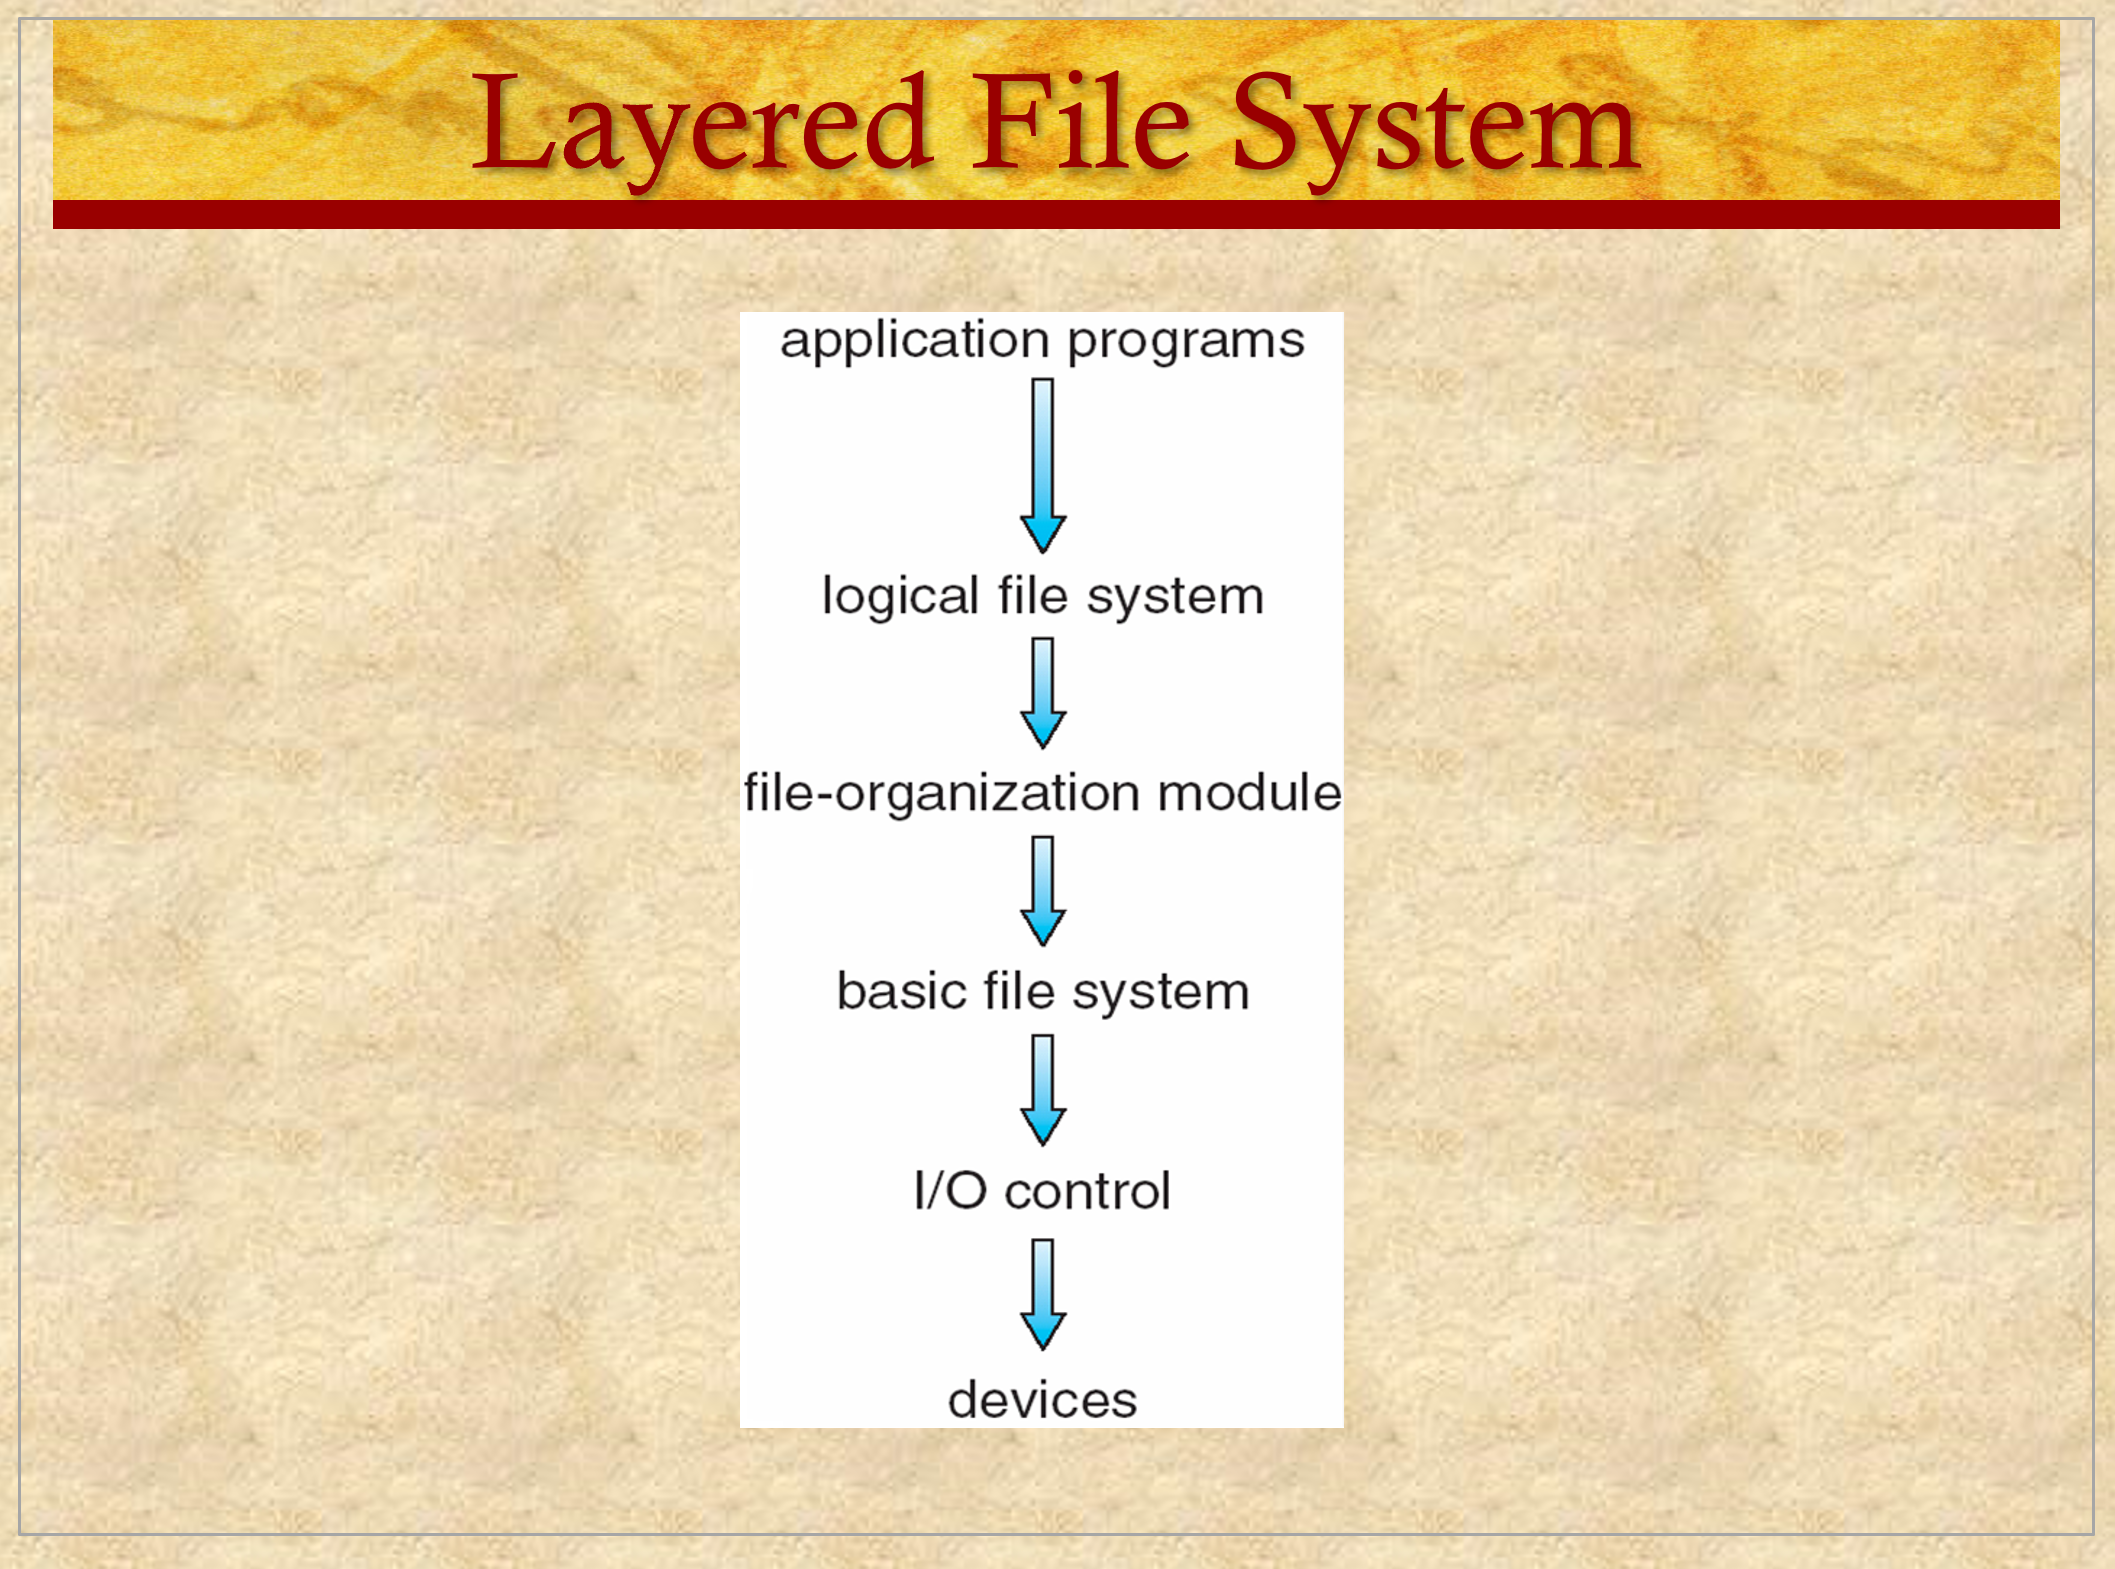 Layered File System
application programs
logical file system
file-organization module
basic file system
I/O control
devices